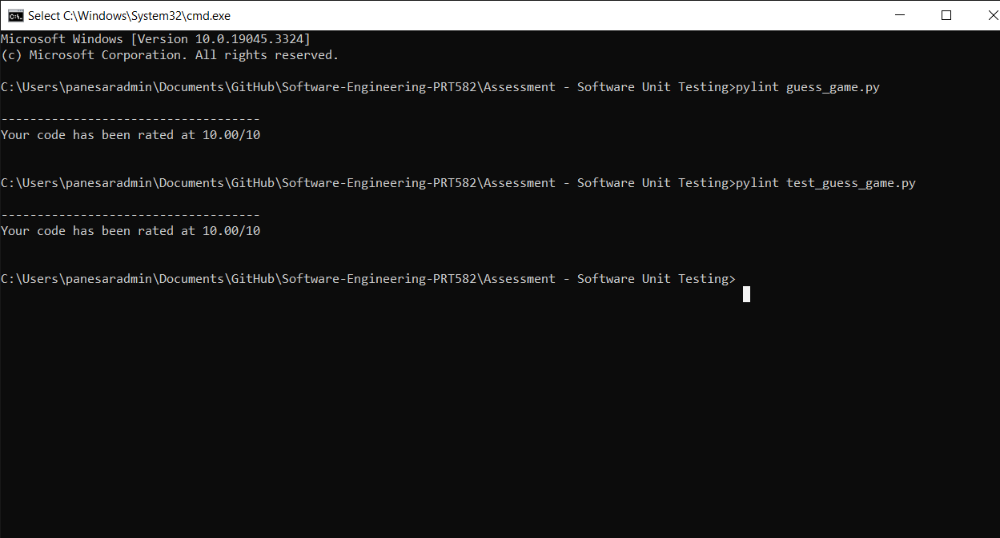 Select C:\Windows\System32\cmd.exe
Microsoft Windows [Version 10.0.19045.3324]
(c) Microsoft Corporation. All rights reserved.
C:\Users\panesaradmin\Documents\GitHub\Software-Engineering-PRT582\Assessment - Software Unit Testing>pylint guess_game.py
------------------------------------
Your code has been rated at 10.00/10
C:\Users\panesaradmin\Documents\GitHub\Software-Engineering-PRT582\Assessment - Software Unit Testing>pylint test_guess_game.py
------------------------------------
Your code has been rated at 10.00/10
C:\Users\panesaradmin\Documents\GitHub\Software-Engineering-PRT582\Assessment - Software Unit Testing>